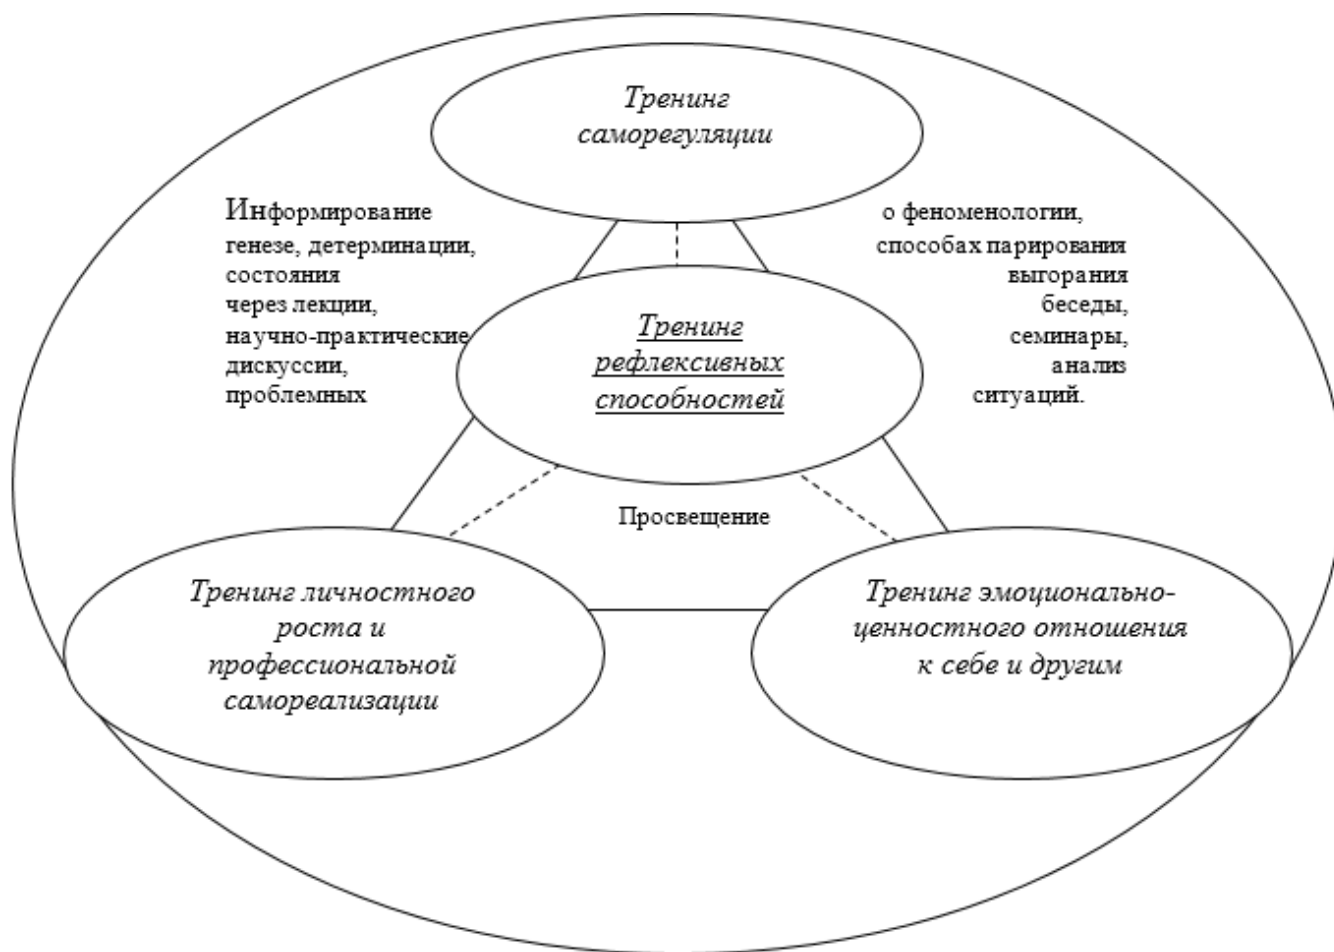 Тренинг
саморегуляции
Информирование о феноменологии,
генезе, детерминации, способах парирования
состояния выгорания
через лекции, беседы,
научно-практические семинары,
дискуссии, анализ
проблемных ситуаций.
Тренинг
рефлексивных
способностей
Просвещение
Тренинг личностного
роста и
профессиональной
самореализации
Тренинг эмоционально-
ценностного отношения
к себе и другим